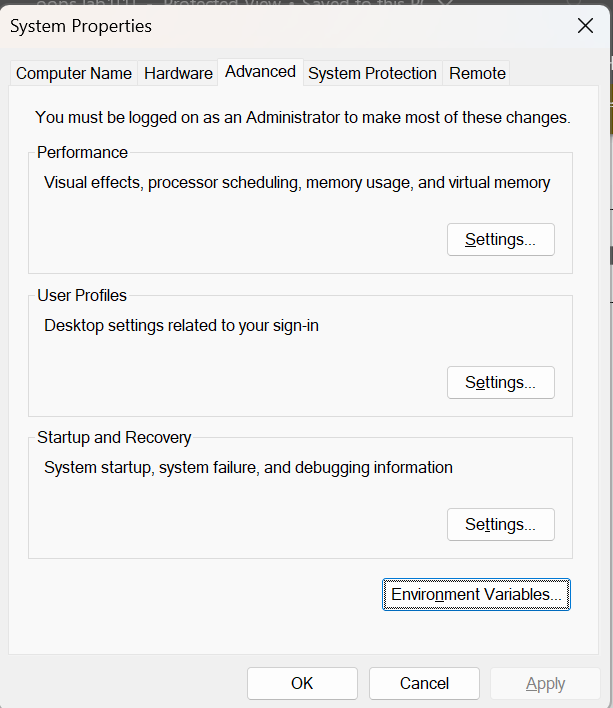 System Properties
Computer Name Hardware Advanced System Protection Remote
You must be logged on as an Administrator to make most of these changes.
Performance
Visual effects, processor scheduling, memory usage, and virtual memory
Settings...
User Profiles
Desktop settings related to your sign-in
Settings...
Startup and Recovery
System startup, system failure, and debugging information
Settings...
Environment Variables...
OK Cancel Apply